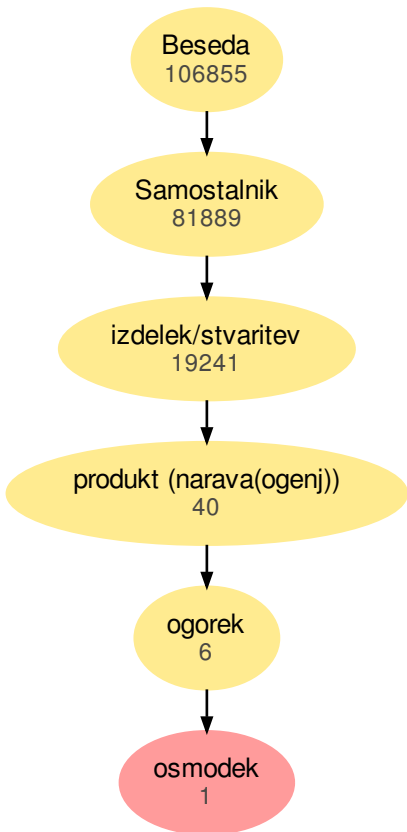 Beseda
106855
Samostalnik
81889
izdelek/stvaritev
19241
produkt (narava(ogenj))
40
ogorek
6
osmodek
1